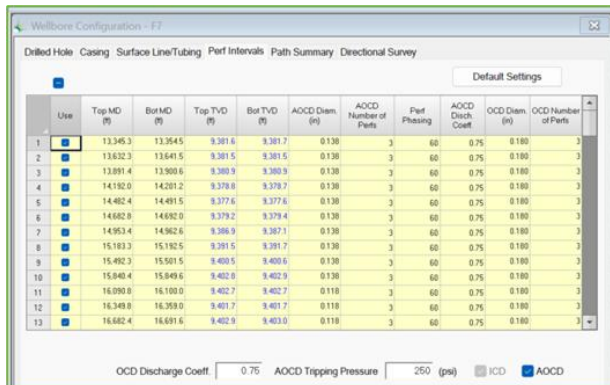 Wellbore Configuration - F7
Drilled Hole Casing Surface Line/Tubing Perf Intervals Path Summary Directional Survey
Default Settings
Use Top MD (ft) Bot MD (ft) Top TVD (ft) Bot TVD (ft) AOCD Diam. (in) AOCD Number of Perfs Perf Phasing AOCD Disch. Coeff. OCD Diam. (in) OCD Number of Perfs
1 13,345.3 13,354.5 9,381.6 9,381.7 0.138 3 60 0.75 0.180 3
2 13,632.3 13,641.5 9,381.5 9,381.5 0.138 3 60 0.75 0.180 3
3 13,891.4 13,900.6 9,380.9 9,380.9 0.138 3 60 0.75 0.180 3
4 14,192.0 14,201.2 9,378.8 9,378.7 0.138 3 60 0.75 0.180 3
5 14,482.4 14,491.5 9,377.6 9,377.6 0.138 3 60 0.75 0.180 3
6 14,682.8 14,692.0 9,379.2 9,379.4 0.138 3 60 0.75 0.180 3
7 14,953.4 14,962.6 9,386.9 9,387.1 0.138 3 60 0.75 0.180 3
8 15,183.3 15,192.5 9,391.5 9,391.7 0.138 3 60 0.75 0.180 3
9 15,492.3 15,501.5 9,400.5 9,400.6 0.138 3 60 0.75 0.180 3
10 15,840.4 15,849.6 9,402.8 9,402.9 0.138 3 60 0.75 0.180 3
11 16,090.8 16,100.0 9,402.7 9,402.7 0.118 3 60 0.75 0.180 3
12 16,349.8 16,359.0 9,401.7 9,401.7 0.118 3 60 0.75 0.180 3
13 16,682.4 16,691.6 9,402.9 9,403.0 0.118 3 60 0.75 0.180 3
OCD Discharge Coeff. 0.75 AOCD Tripping Pressure 250 (psi) ICD AOCD